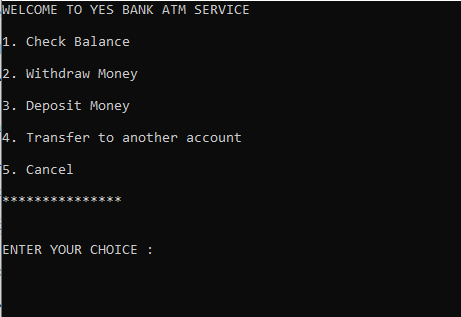 WELCOME TO YES BANK ATM SERVICE
1. Check Balance
2. Withdraw Money
3. Deposit Money
4. Transfer to another account
5. Cancel
***************
ENTER YOUR CHOICE :